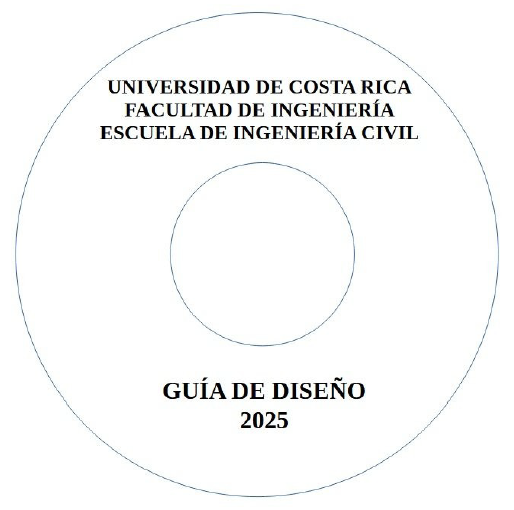 UNIVERSIDAD DE COSTA RICA
FACULTAD DE INGENIERÍA
ESCUELA DE INGENIERÍA CIVIL
GUÍA DE DISEÑO
2025